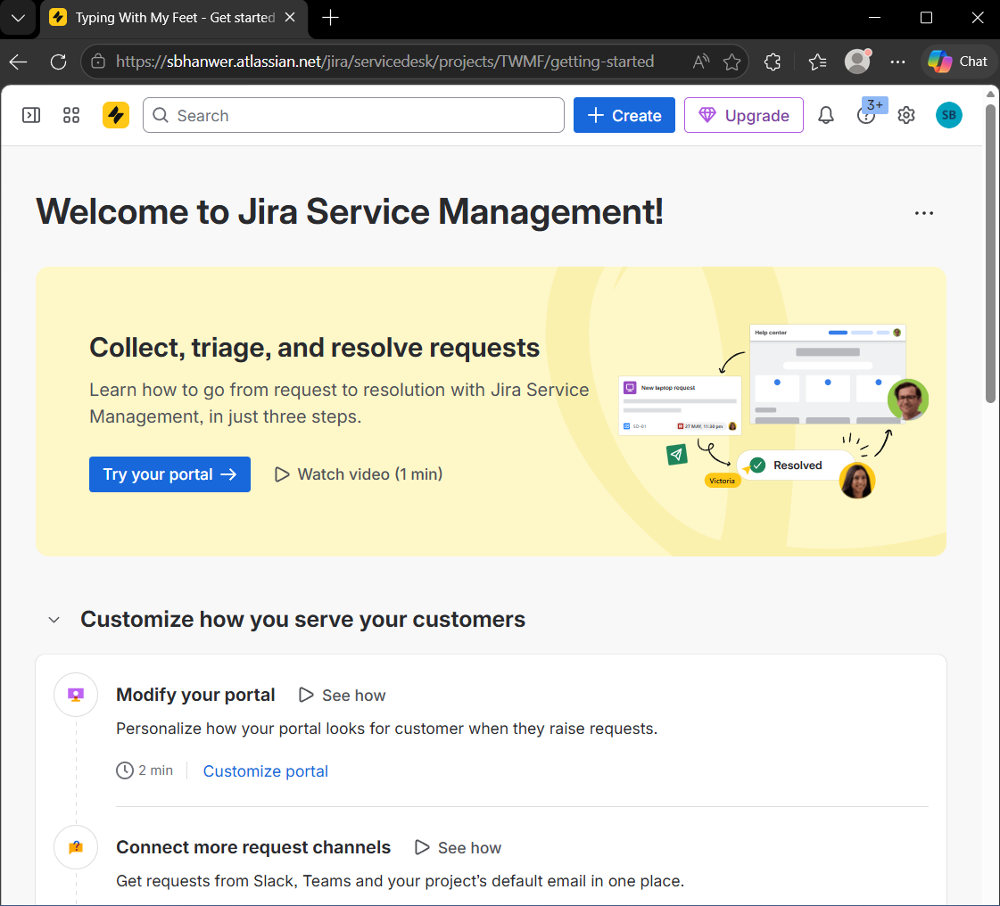 Typing With My Feet - Get started
https://sbhanwer.atlassian.net/jira/servicedesk/projects/TWMF/getting-started
Chat
Search
Create
Upgrade
3+
SB
Welcome to Jira Service Management!
Collect, triage, and resolve requests
Learn how to go from request to resolution with Jira Service
Management, in just three steps.
Try your portal
Watch video (1 min)
Help center
New laptop request
SD-61
27 MAY, 11:30 pm
Resolved
Victoria
Customize how you serve your customers
Modify your portal
See how
Personalize how your portal looks for customer when they raise requests.
2 min
Customize portal
Connect more request channels
See how
Get requests from Slack, Teams and your project's default email in one place.